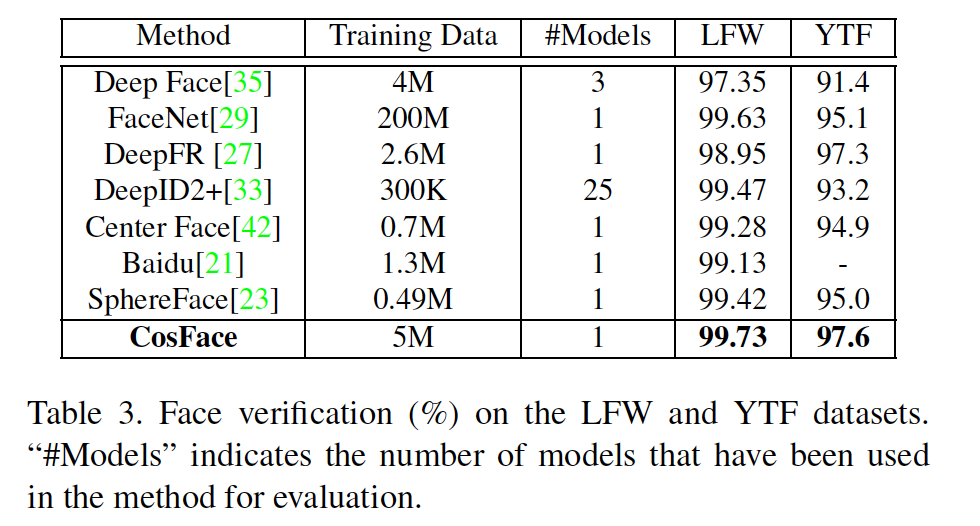 Method Training Data #Models LFW YTF
Deep Face[35] 4M 3 97.35 91.4
FaceNet[29] 200M 1 99.63 95.1
DeepFR [27] 2.6M 1 98.95 97.3
DeepID2+[33] 300K 25 99.47 93.2
Center Face[42] 0.7M 1 99.28 94.9
Baidu[21] 1.3M 1 99.13 -
SphereFace[23] 0.49M 1 99.42 95.0
CosFace 5M 1 99.73 97.6
Table 3. Face verification (%) on the LFW and YTF datasets.
“#Models” indicates the number of models that have been used
in the method for evaluation.